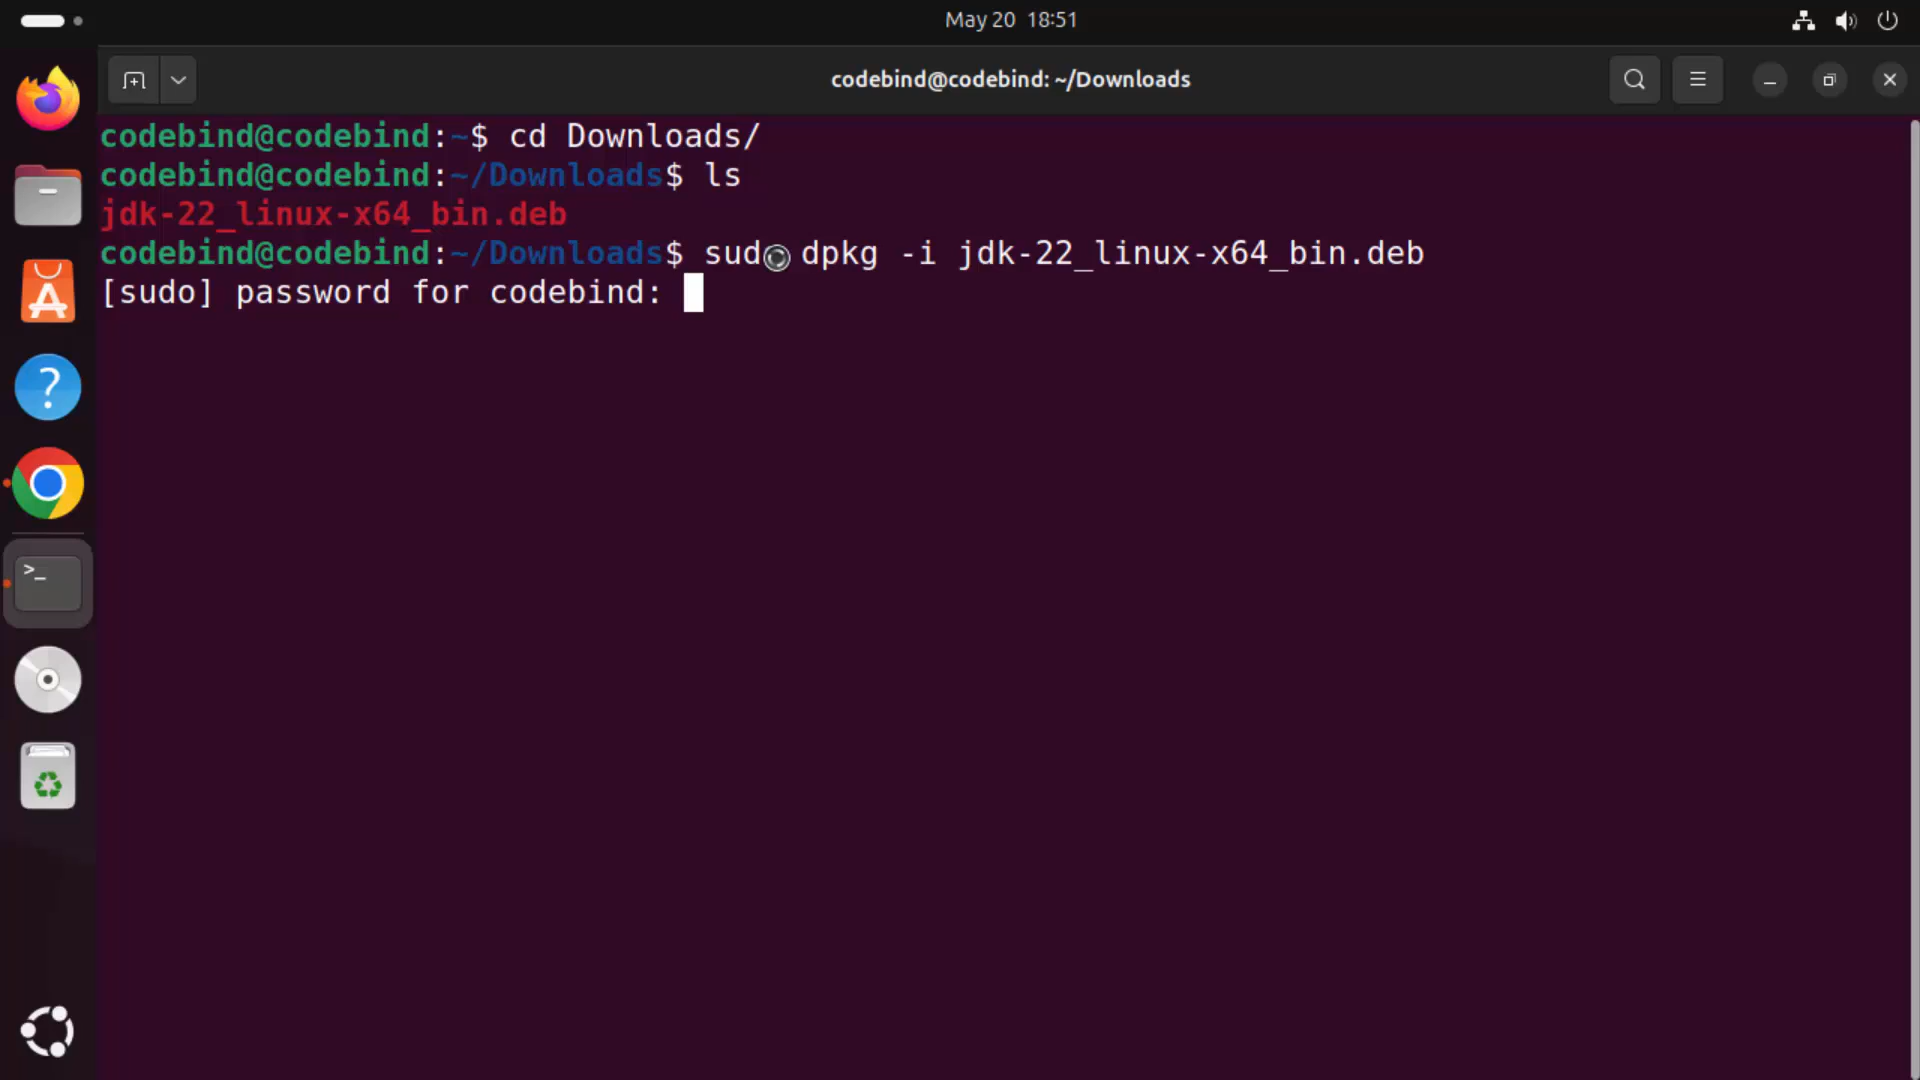 May 20 18:51
codebind@codebind: ~/Downloads
codebind@codebind:~$ cd Downloads/
codebind@codebind:~/Downloads$ ls
jdk-22_linux-x64_bin.deb
codebind@codebind:~/Downloads$ sudo dpkg -i jdk-22_linux-x64_bin.deb
[sudo] password for codebind: